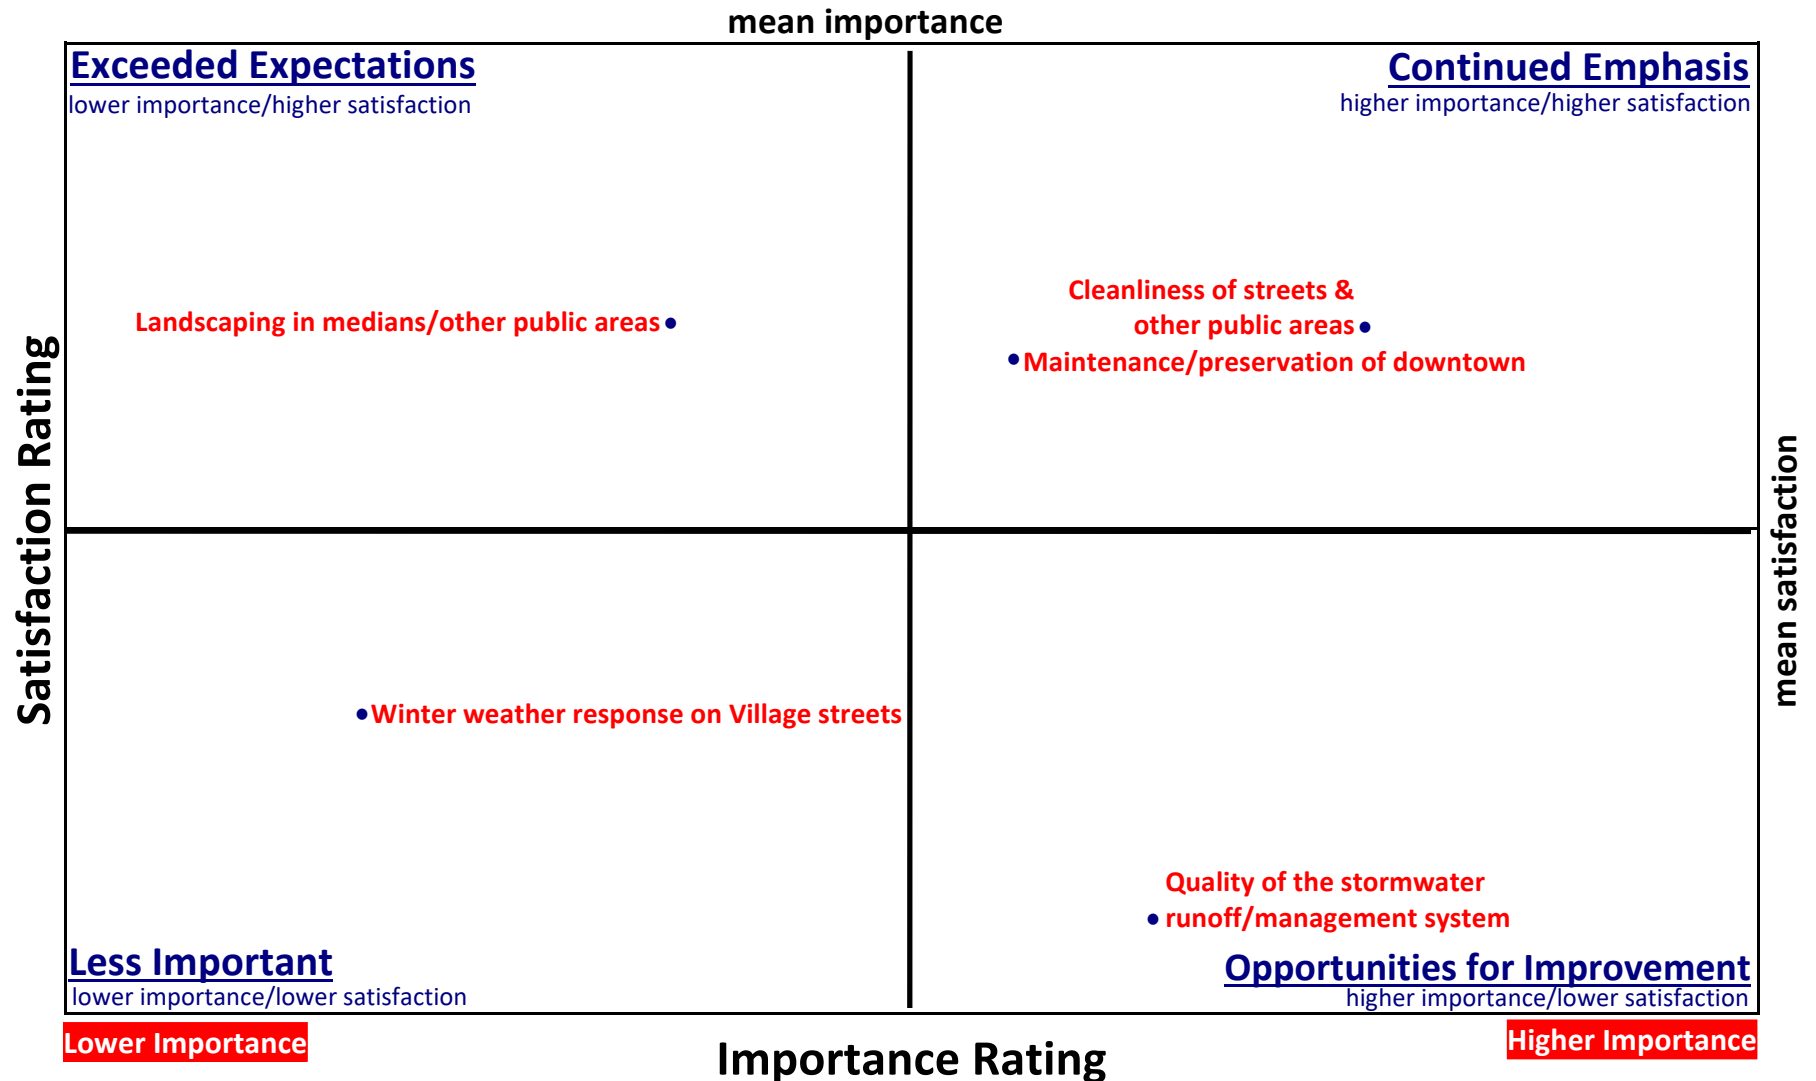 mean importance
Exceeded Expectations
lower importance/higher satisfaction
Continued Emphasis
higher importance/higher satisfaction
Landscaping in medians/other public areas
Cleanliness of streets &
other public areas
Maintenance/preservation of downtown
Satisfaction Rating
mean satisfaction
Winter weather response on Village streets
Quality of the stormwater
runoff/management system
Less Important
lower importance/lower satisfaction
Opportunities for Improvement
higher importance/lower satisfaction
Lower Importance
Importance Rating
Higher Importance